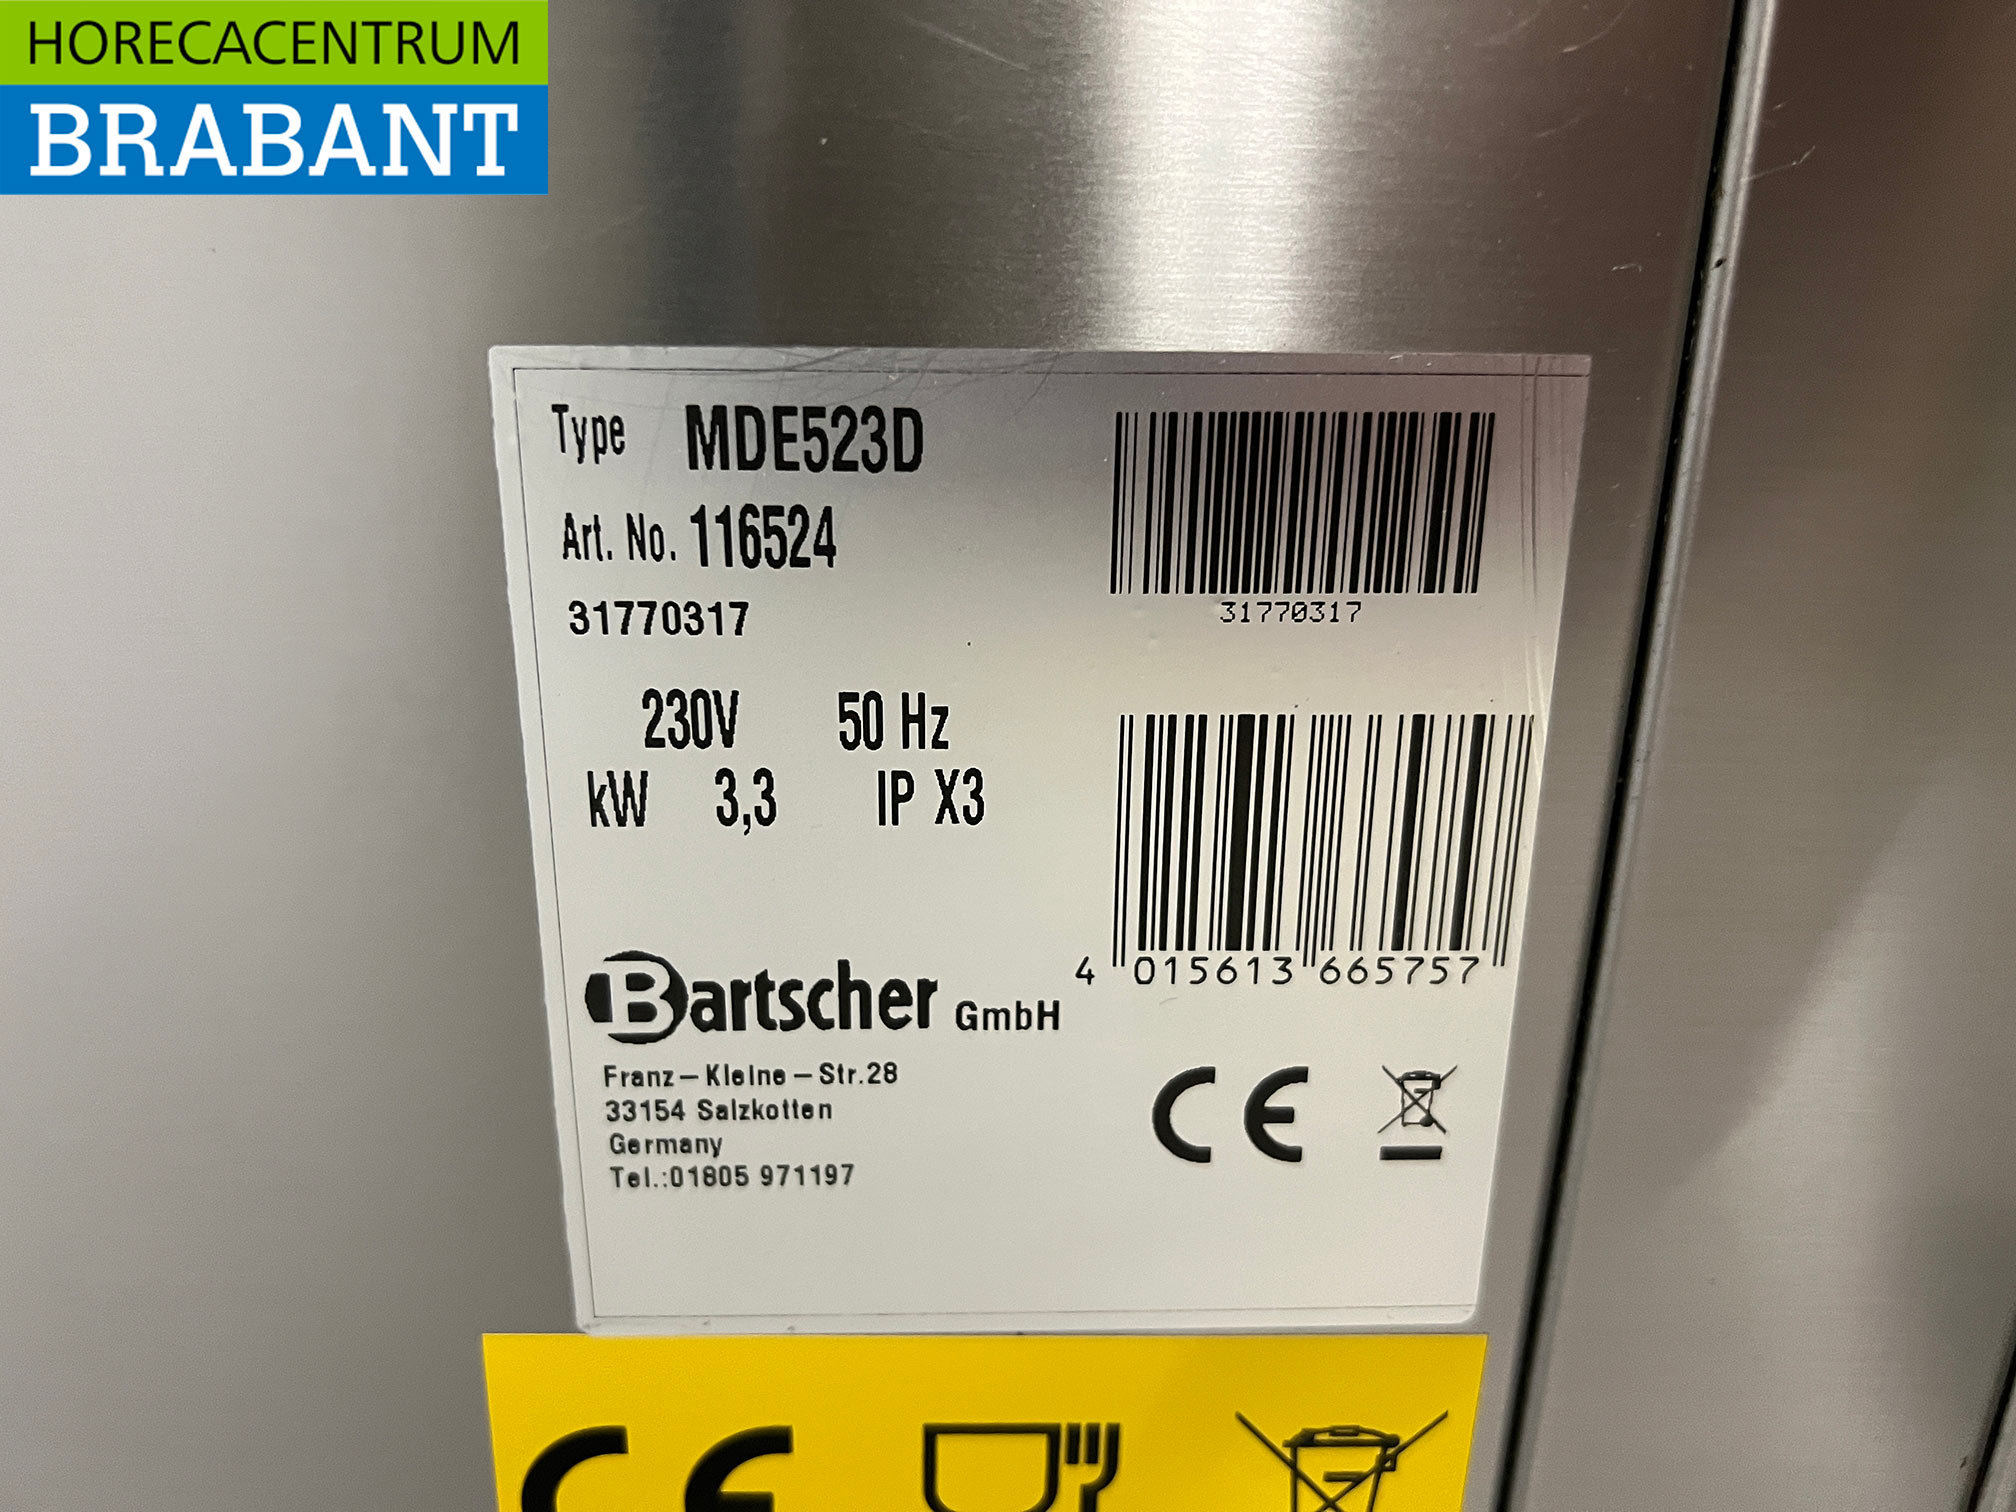 HORECACENTRUM
BRABANT
Type MDE523D
Art. No. 116524
31770317
31770317
230V 50 Hz
kW 3,3 IP X3
4 015613 665757
Bartscher GmbH
Franz-Kleine-Str.28
33154 Salzkotten
Germany
Tel.:01805 971197
CE
CE